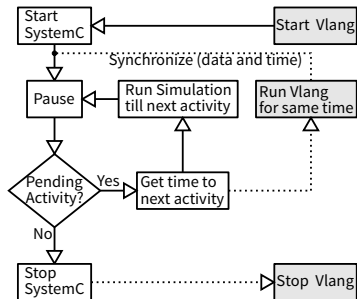 Start
SystemC
Start Vlang
Synchronize (data and time)
Pause
Run Simulation
till next activity
Run Vlang
for same time
Pending
Activity?
Yes
Get time to
next activity
No
Stop
SystemC
Stop Vlang